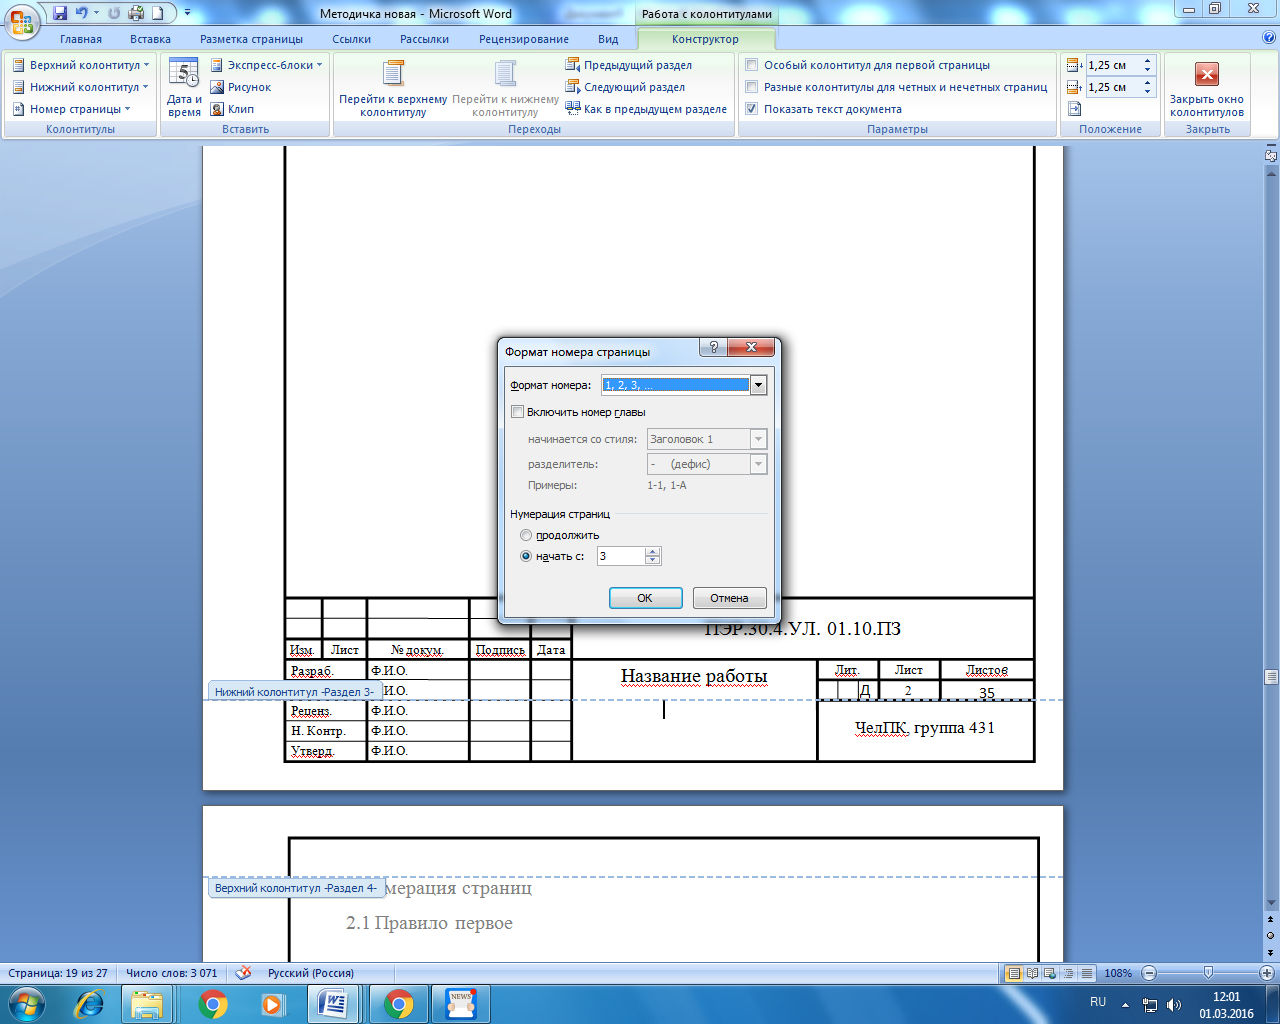 Методичка новая - Microsoft Word
Работа с колонтитулами
Главная Вставка Разметка страницы Ссылки Рассылки Рецензирование Вид Конструктор
Верхний колонтитул
Нижний колонтитул
Номер страницы
Колонтитулы
5
Дата и
время
Экспресс-блоки
Рисунок
Клип
Вставить
Перейти к верхнему
колонтитулу
Перейти к нижнему
колонтитулу
Предыдущий раздел
Следующий раздел
Как в предыдущем разделе
Переходы
Особый колонтитул для первой страницы
Разные колонтитулы для четных и нечетных страниц
Показать текст документа
Параметры
1,25 см
1,25 см
Положение
Закрыть окно
колонтитулов
Закрыть
Формат номера страницы
Формат номера: 1, 2, 3, ...
Включить номер главы
начинается со стиля: Заголовок 1
разделитель: - (дефис)
Примеры: 1-1, 1-A
Нумерация страниц
продолжить
начать с: 3
ОК Отмена
ПЭР.30.4.УЛ. 01.10.ПЗ
Изм. Лист № докум. Подпись Дата
Разраб. Ф.И.О.
Название работы
Лит. Лист Листов
Нижний колонтитул -Раздел 3-
Ф.И.О.
Д 2 35
Реценз. Ф.И.О.
Н. Контр. Ф.И.О.
Утверд. Ф.И.О.
ЧелПК, группа 431
Верхний колонтитул -Раздел 4-
мерация страниц
2.1 Правило первое
Страница: 19 из 27 Число слов: 3 071 Русский (Россия) 108%
NEWS
RU
12:01
01.03.2016